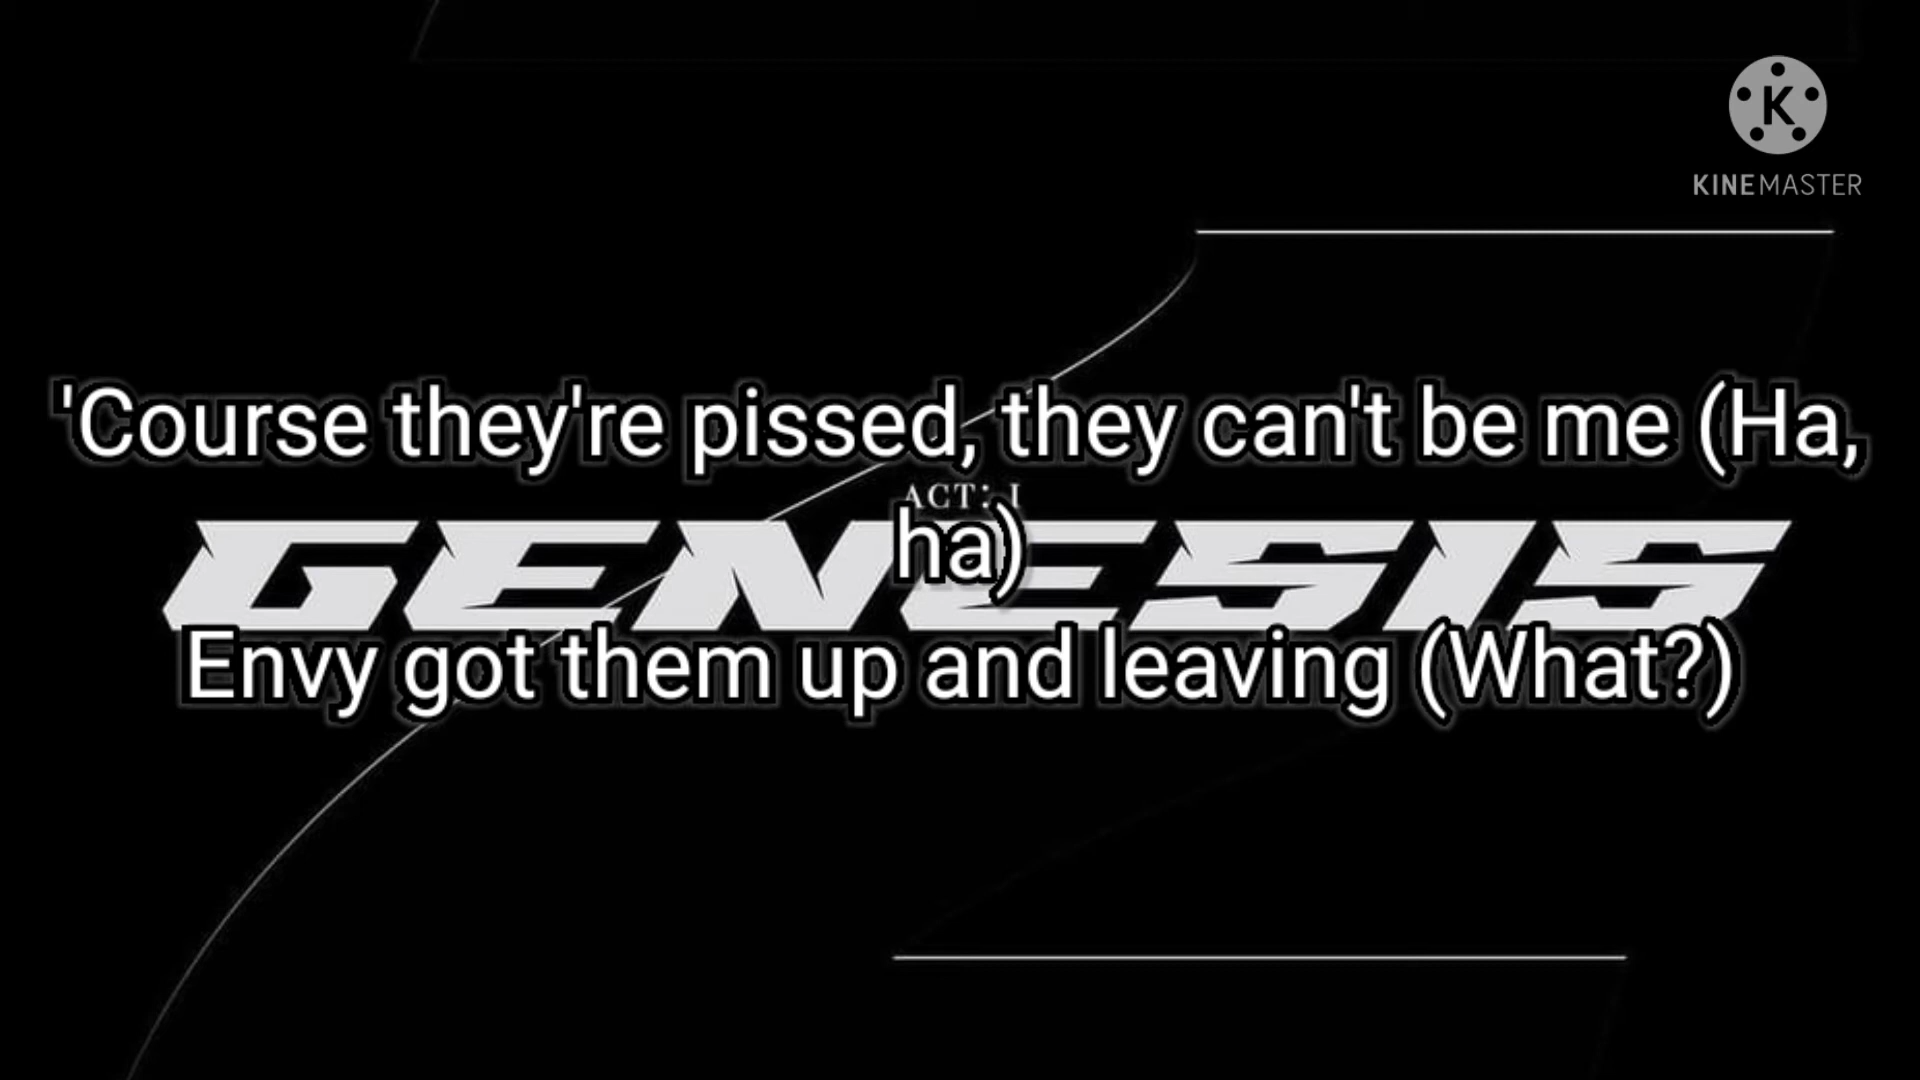 K
KINEMASTER
'Course they're pissed, they can't be me (Ha,
ACT: I
ha)
GENESIS
Envy got them up and leaving (What?)